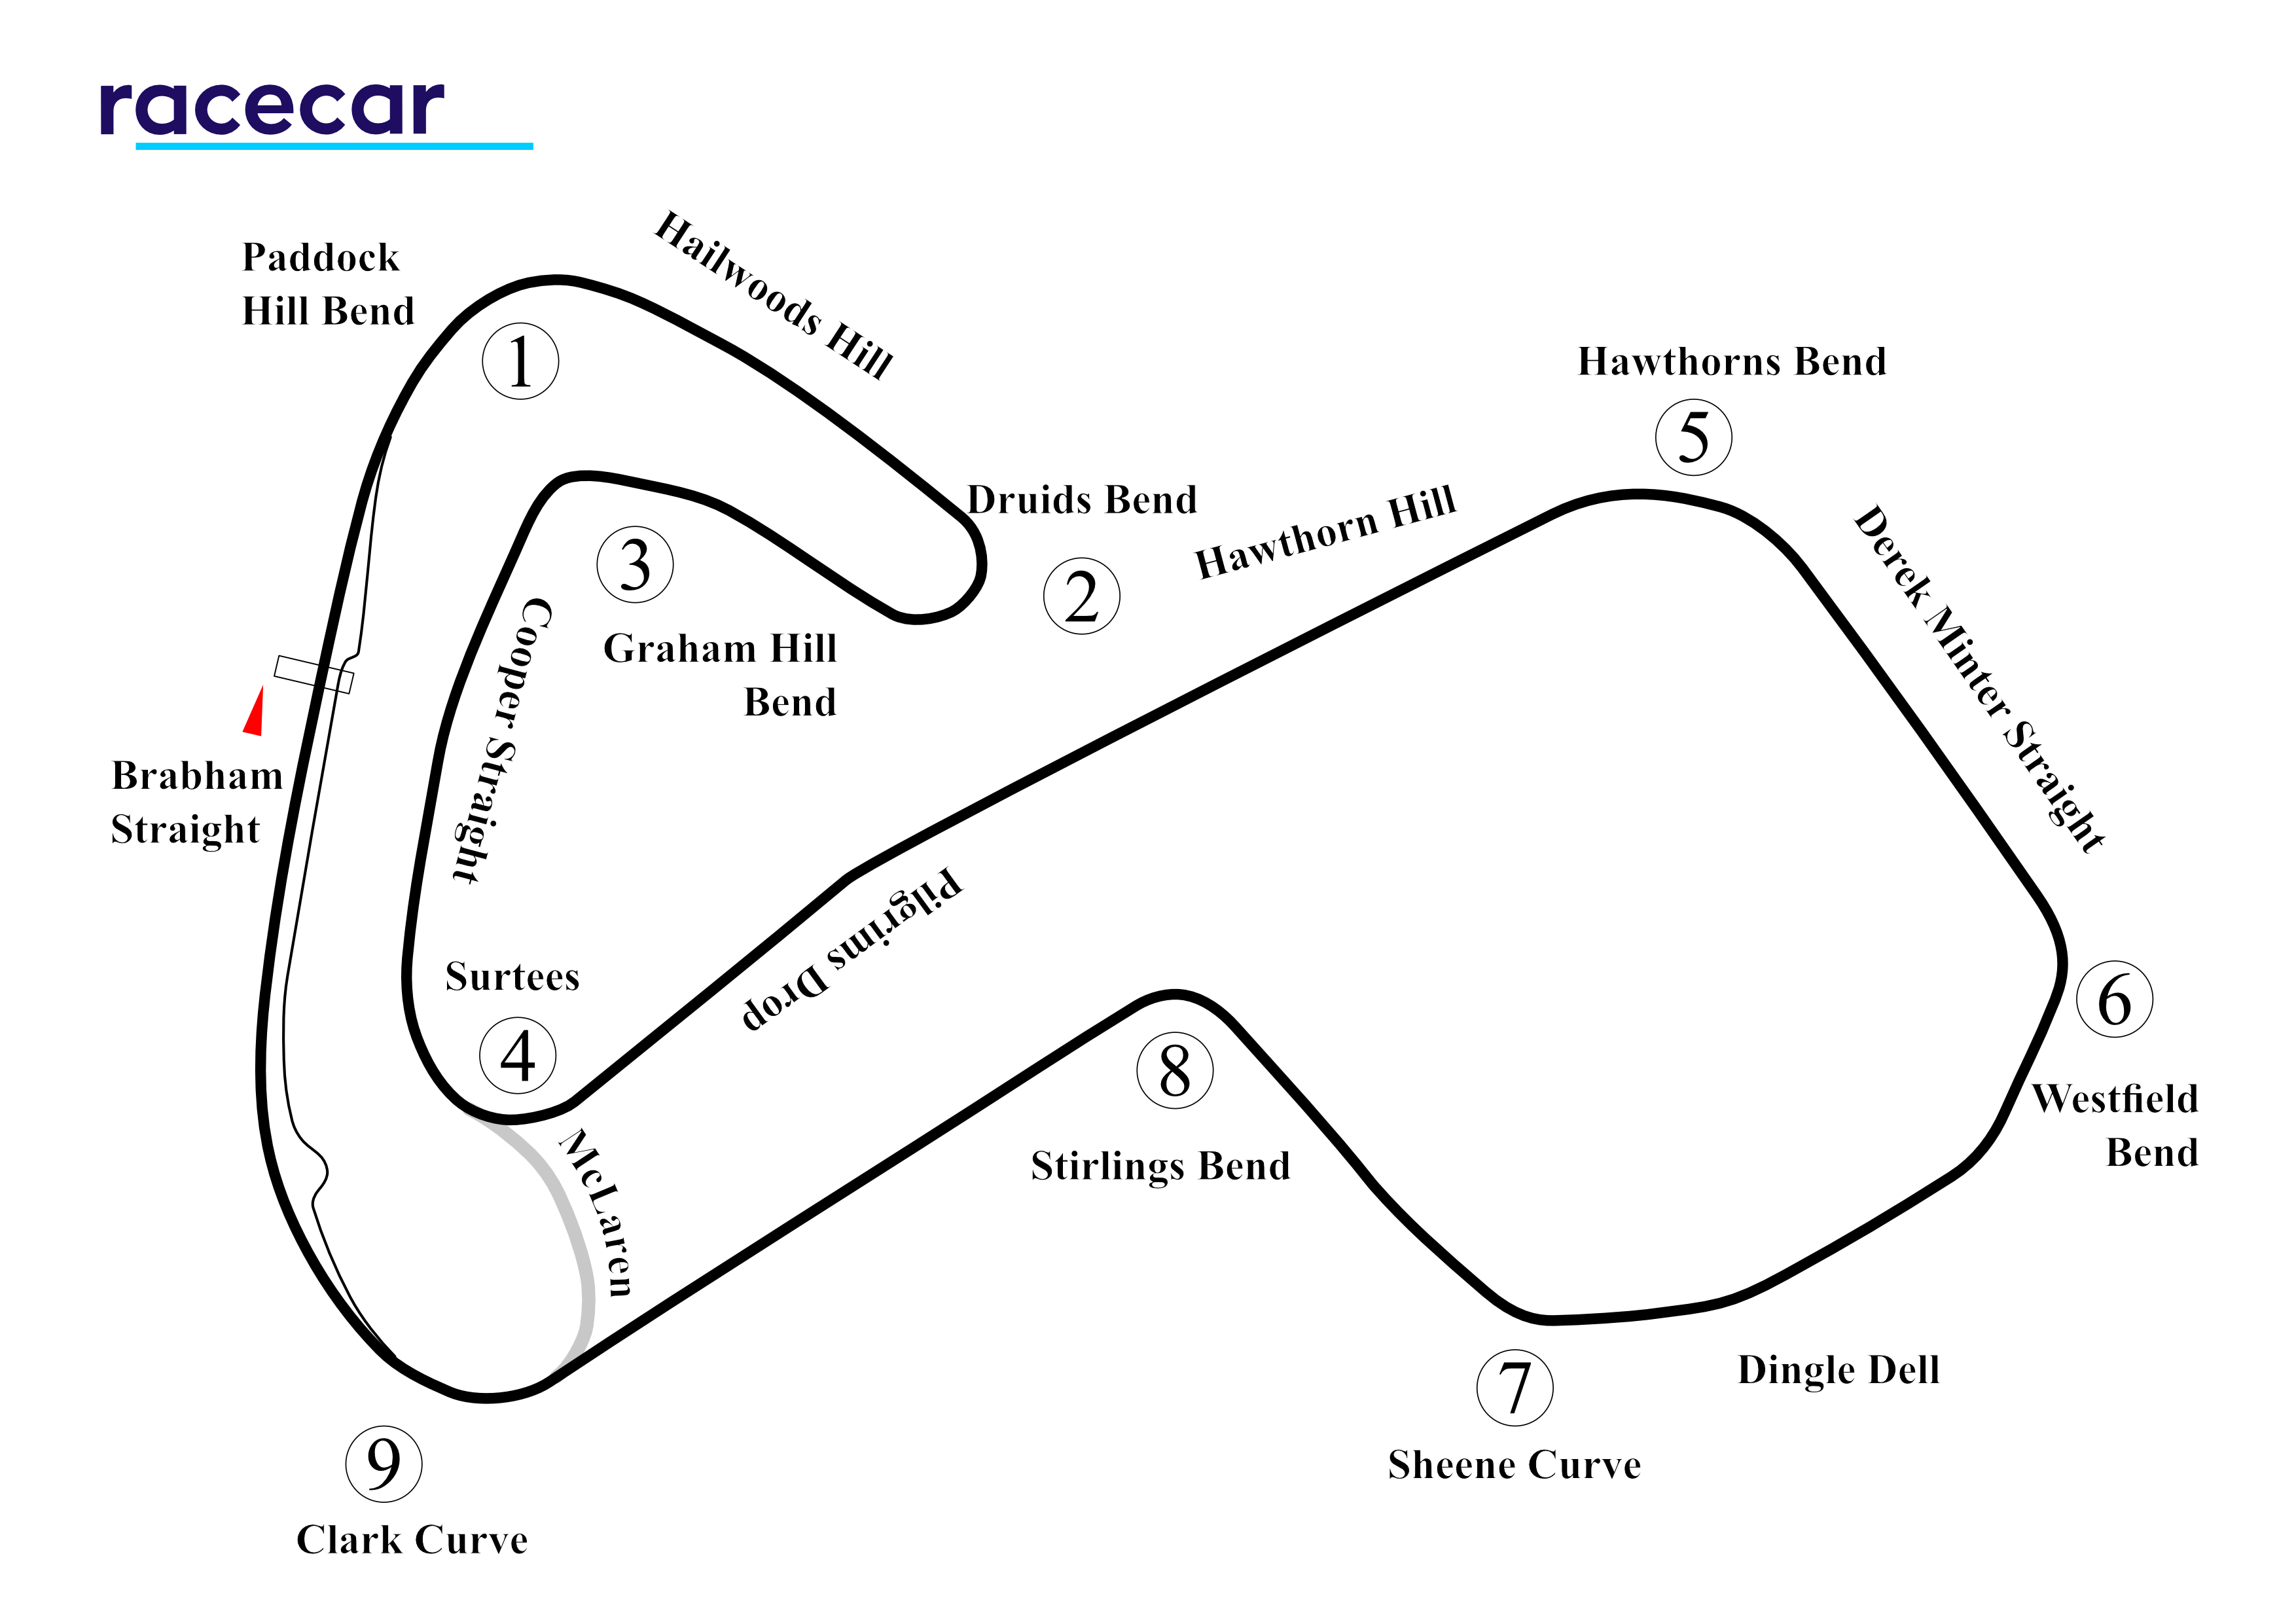 racecar
Paddock
Hill Bend
1
Hailwoods Hill
Druids Bend
2
3
Graham Hill
Bend
Cooper Straight
Brabham
Straight
Surtees
4
McLaren
Pilgrims Drop
Hawthorn Hill
Hawthorns Bend
5
Derek Minter Straight
6
Westfield
Bend
Dingle Dell
7
Sheene Curve
8
Stirlings Bend
9
Clark Curve